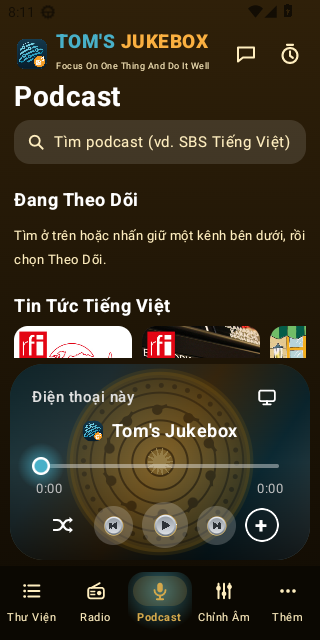 8:11
TOM'S JUKEBOX
Focus On One Thing And Do It Well
Podcast
Tìm podcast (vd. SBS Tiếng Việt)
Đang Theo Dõi
Tìm ở trên hoặc nhấn giữ một kênh bên dưới, rồi
chọn Theo Dõi.
Tin Tức Tiếng Việt
rfi
rfi
Điện thoại này
Tom's Jukebox
0:00
0:00
Thư Viện
Radio
Podcast
Chỉnh Âm
Thêm